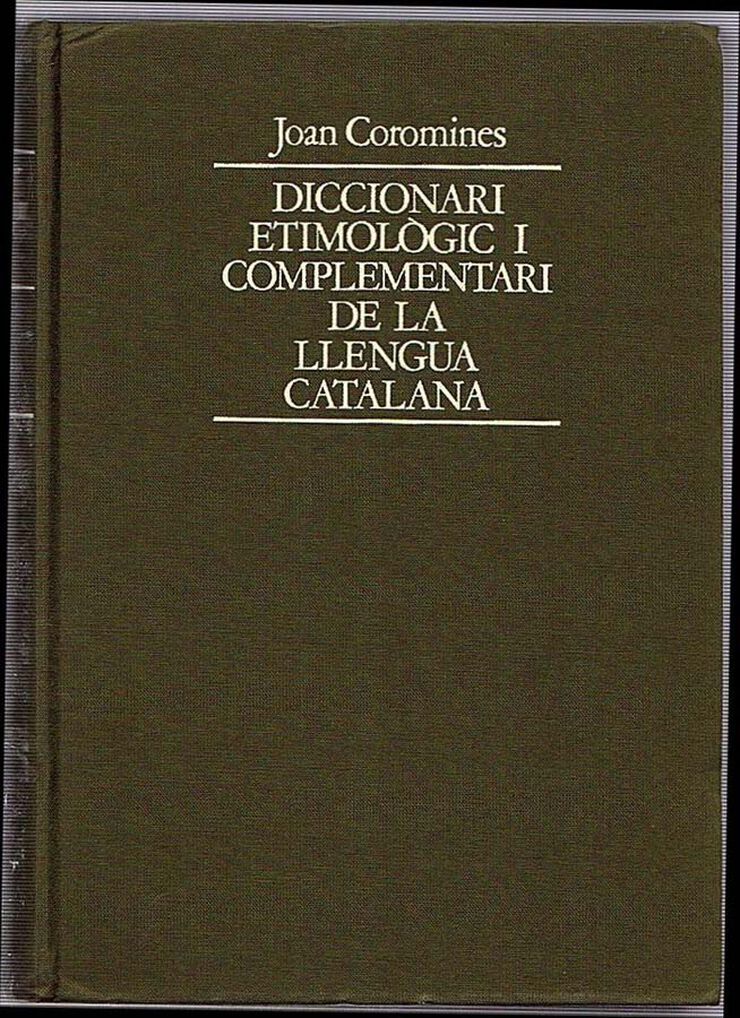 Joan Coromines
DICCIONARI
ETIMOLÒGIC I
COMPLEMENTARI
DE LA
LLENGUA
CATALANA